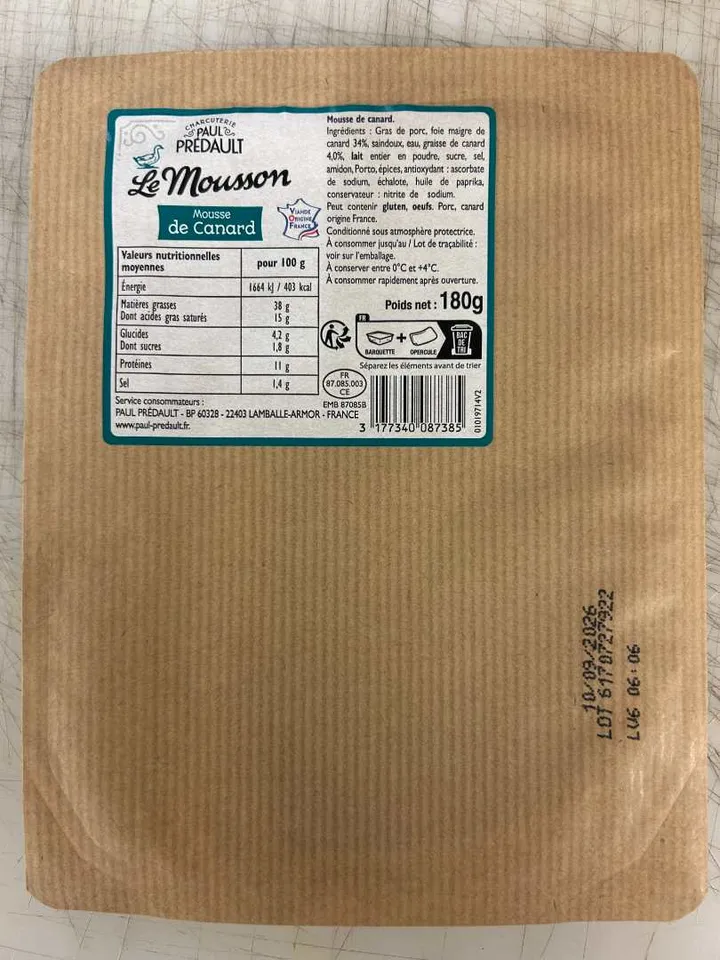 CHARCUTERIE
PAUL
PRÉDAULT
Le Mousson
Mousse
de Canard
VIANDE
ORIGINE
FRANCE
Valeurs nutritionnelles moyennes pour 100 g
Énergie 1664 kJ / 403 kcal
Matières grasses 38 g
Dont acides gras saturés 15 g
Glucides 4,2 g
Dont sucres 1,8 g
Protéines 11 g
Sel 1,4 g
Service consommateurs :
PAUL PRÉDAULT - BP 60328 - 22403 LAMBALLE-ARMOR - FRANCE
www.paul-predault.fr.
Mousse de canard.
Ingrédients : Gras de porc, foie maigre de
canard 34%, saindoux, eau, graisse de canard
4,0%, lait entier en poudre, sucre, sel,
amidon, Porto, épices, antioxydant : ascorbate
de sodium, échalote, huile de paprika,
conservateur : nitrite de sodium.
Peut contenir gluten, oeufs. Porc, canard
origine France.
Conditionné sous atmosphère protectrice.
À consommer jusqu'au / Lot de traçabilité :
voir sur l'emballage.
À conserver entre 0°C et +4°C.
À consommer rapidement après ouverture.
Poids net : 180g
FR
BARQUETTE + OPERCULE
BAC
DE
TRI
Séparez les éléments avant de trier
FR
87.085.003
CE
EMB 87085B
3 177340 087385
01019714V2
10/09/2026
LOT 6170727922
LU6 06:06